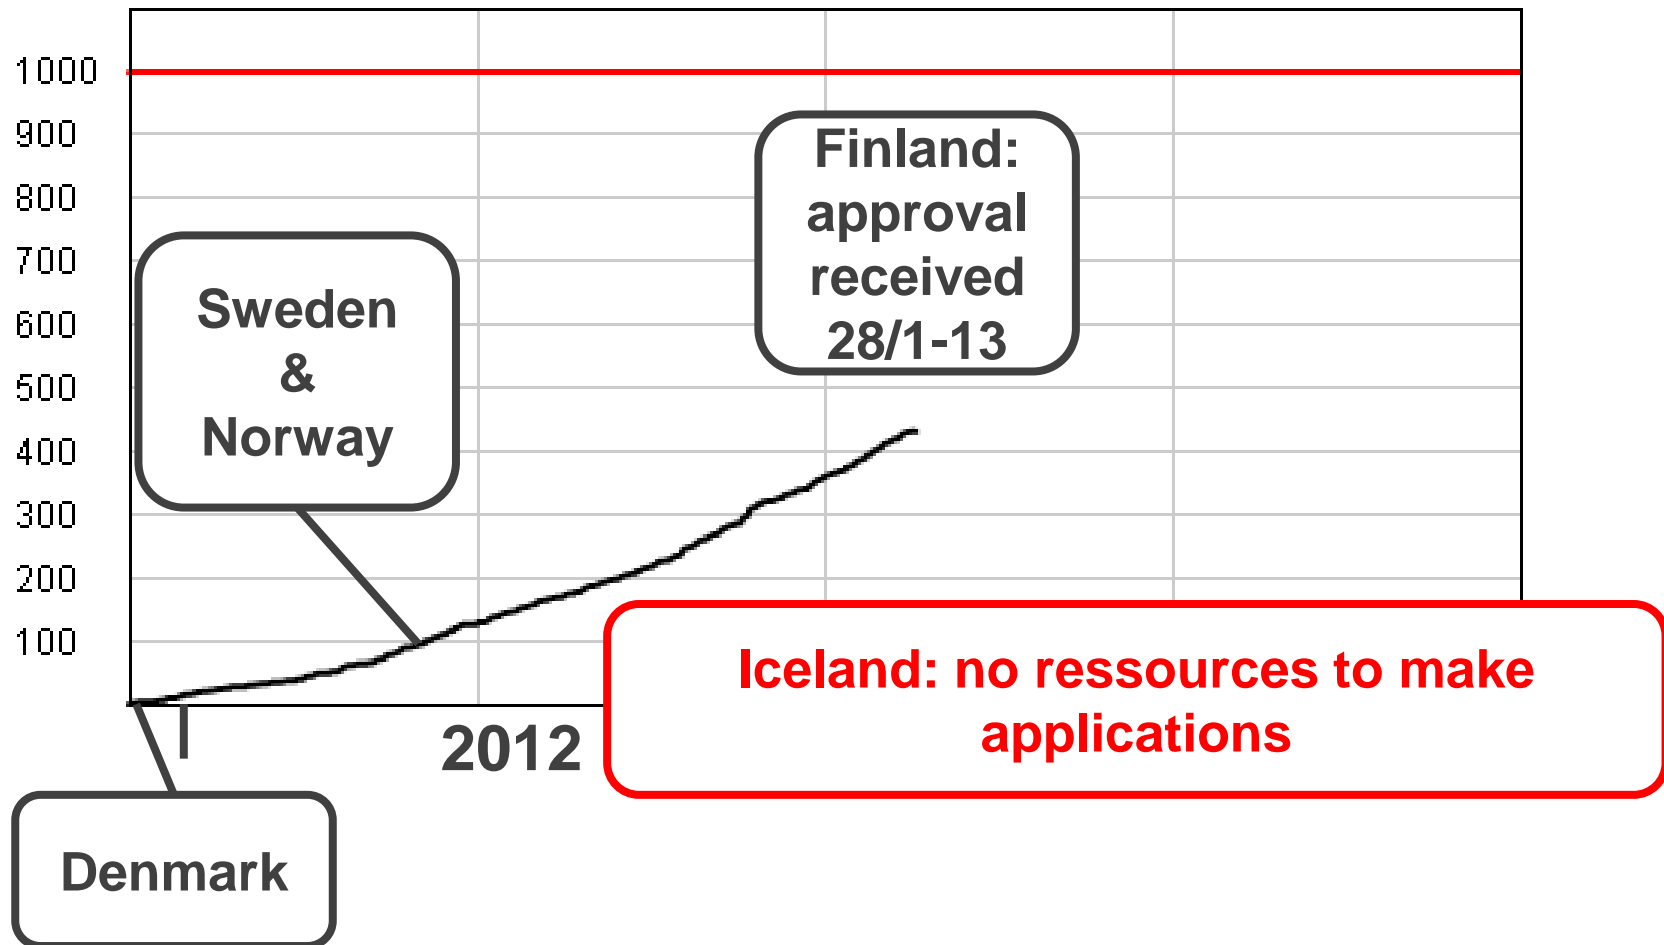 1000
900
800
700
600
500
400
300
200
100
Sweden
&
Norway
Finland:
approval
received
28/1-13
Iceland: no ressources to make
applications
2012
Denmark